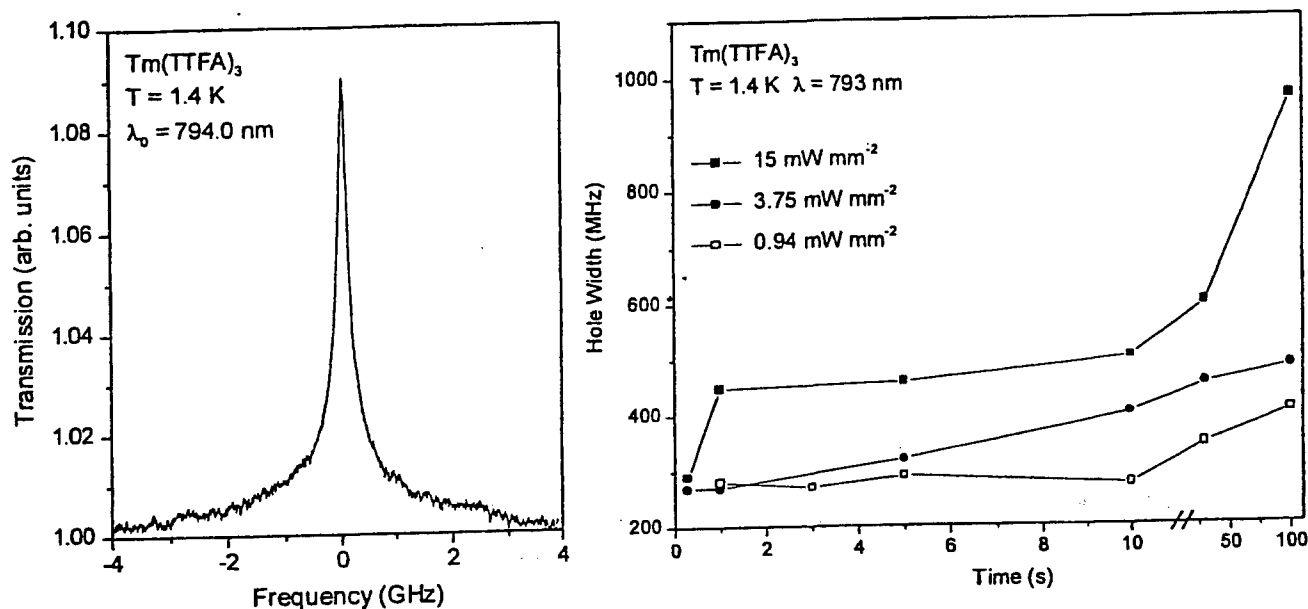 1.10
1.08
1.06
1.04
1.02
1.00
Transmission (arb. units)
Tm(TTFA)₃
T = 1.4 K
λ₀ = 794.0 nm
-4 -2 0 2 4
Frequency (GHz)
1000
800
600
400
200
Hole Width (MHz)
Tm(TTFA)₃
T = 1.4 K λ = 793 nm
15 mW mm⁻²
3.75 mW mm⁻²
0.94 mW mm⁻²
0 2 4 6 8 10 50 100
Time (s)